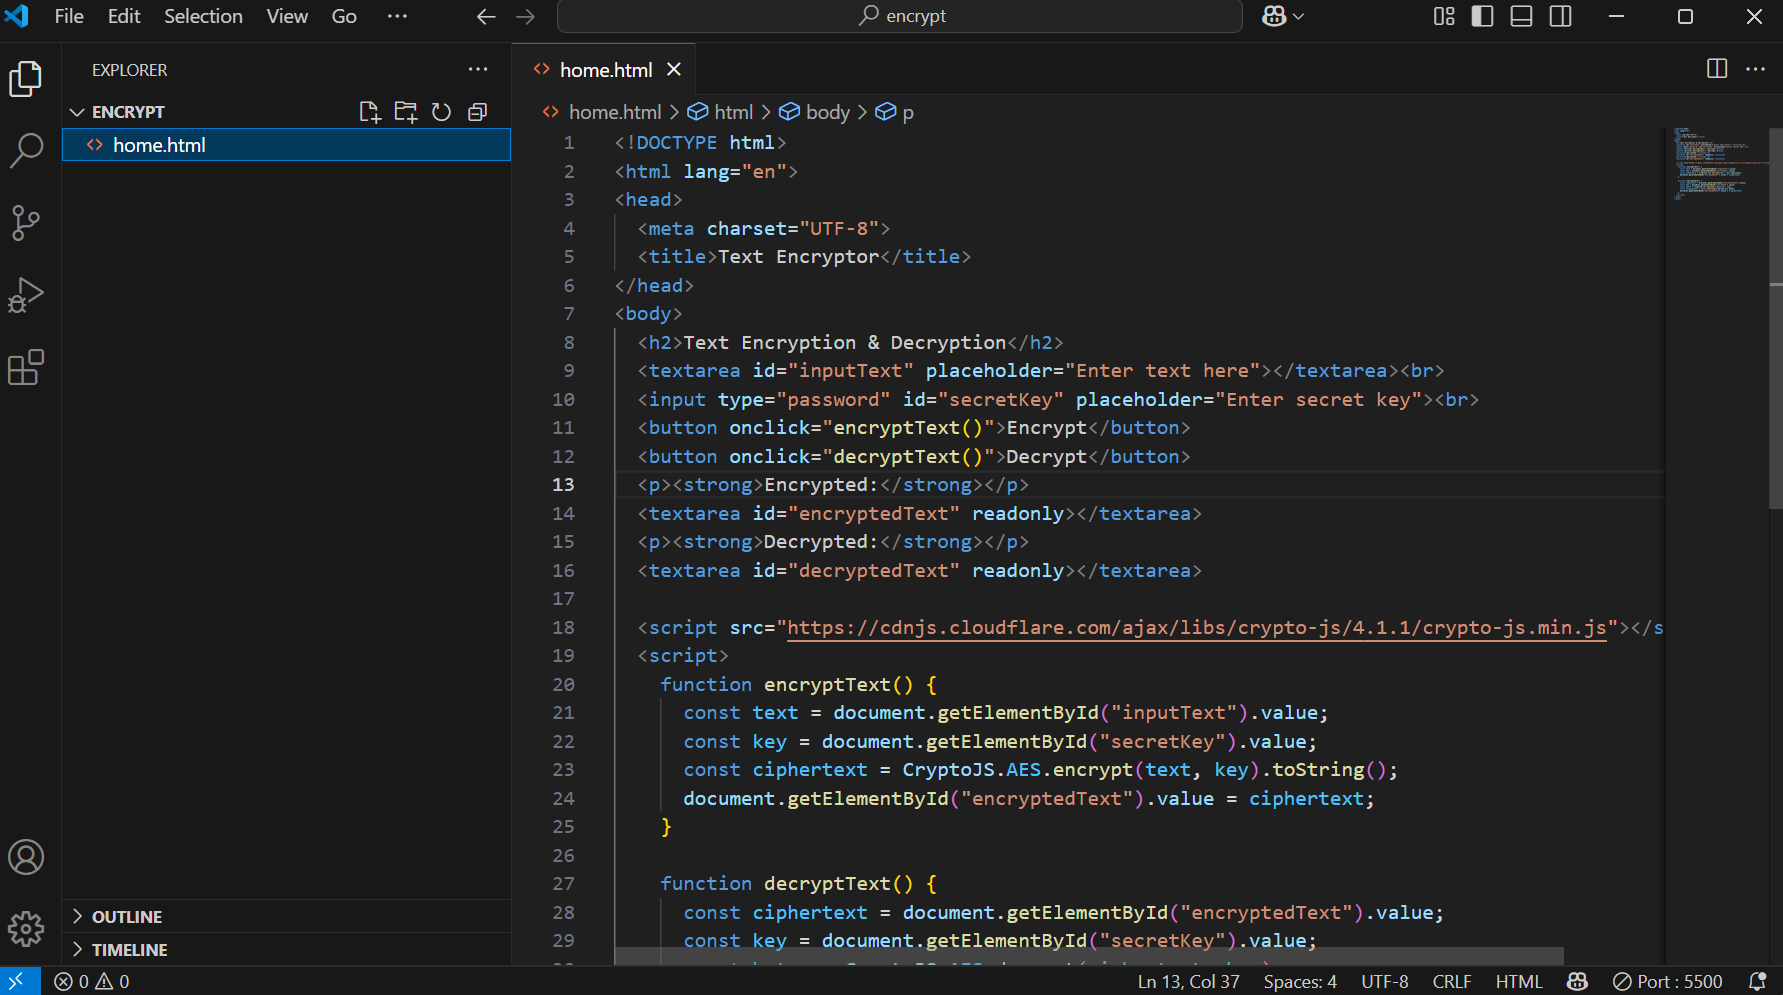 File Edit Selection View Go ··· encrypt
EXPLORER ···
ENCRYPT
home.html
OUTLINE
TIMELINE
home.html
home.html > html > body > p
1 <!DOCTYPE html>
2 <html lang="en">
3 <head>
4 <meta charset="UTF-8">
5 <title>Text Encryptor</title>
6 </head>
7 <body>
8 <h2>Text Encryption & Decryption</h2>
9 <textarea id="inputText" placeholder="Enter text here"></textarea><br>
10 <input type="password" id="secretKey" placeholder="Enter secret key"><br>
11 <button onclick="encryptText()">Encrypt</button>
12 <button onclick="decryptText()">Decrypt</button>
13 <p><strong>Encrypted:</strong></p>
14 <textarea id="encryptedText" readonly></textarea>
15 <p><strong>Decrypted:</strong></p>
16 <textarea id="decryptedText" readonly></textarea>
17
18 <script src="https://cdnjs.cloudflare.com/ajax/libs/crypto-js/4.1.1/crypto-js.min.js"></s
19 <script>
20 function encryptText() {
21 const text = document.getElementById("inputText").value;
22 const key = document.getElementById("secretKey").value;
23 const ciphertext = CryptoJS.AES.encrypt(text, key).toString();
24 document.getElementById("encryptedText").value = ciphertext;
25 }
26
27 function decryptText() {
28 const ciphertext = document.getElementById("encryptedText").value;
29 const key = document.getElementById("secretKey").value;
0 0 Ln 13, Col 37 Spaces: 4 UTF-8 CRLF HTML Port : 5500